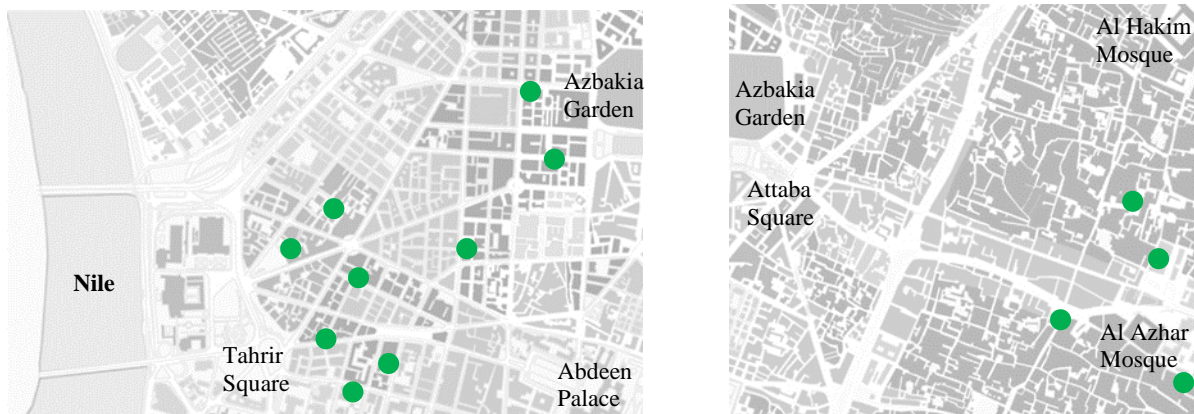 Azbakia
Garden
Nile
Tahrir
Square
Abdeen
Palace
Al Hakim
Mosque
Azbakia
Garden
Attaba
Square
Al Azhar
Mosque